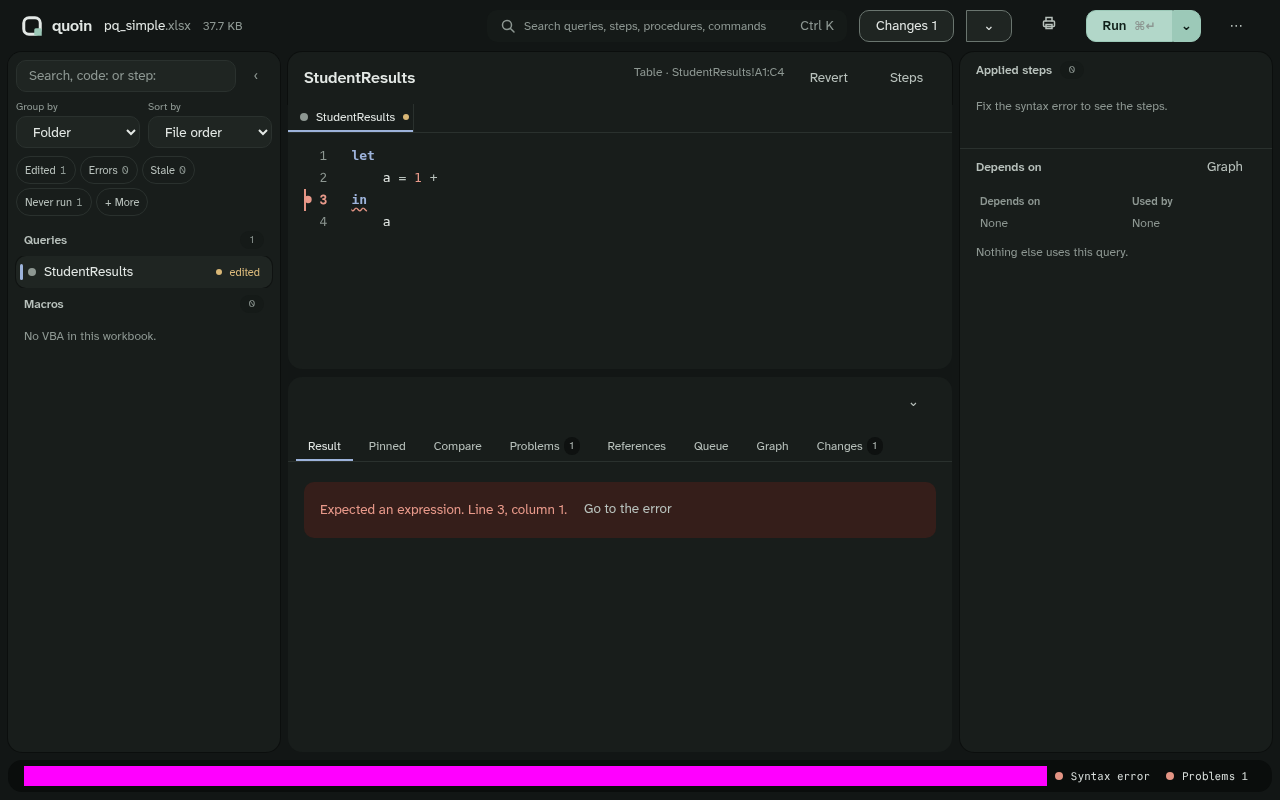 quoin pq_simple.xlsx 37.7 KB
Search queries, steps, procedures, commands Ctrl K
Changes 1
Run ⌘↵
Search, code: or step:
Group by
Sort by
Folder
File order
Edited 1
Errors 0
Stale 0
Never run 1
+ More
Queries 1
StudentResults edited
Macros 0
No VBA in this workbook.
StudentResults
Table · StudentResults!A1:C4
Revert
Steps
StudentResults
1 let
2 a = 1 +
3 in
4 a
Result
Pinned
Compare
Problems 1
References
Queue
Graph
Changes 1
Expected an expression. Line 3, column 1. Go to the error
Applied steps 0
Fix the syntax error to see the steps.
Depends on
Graph
Depends on
Used by
None
None
Nothing else uses this query.
Syntax error
Problems 1